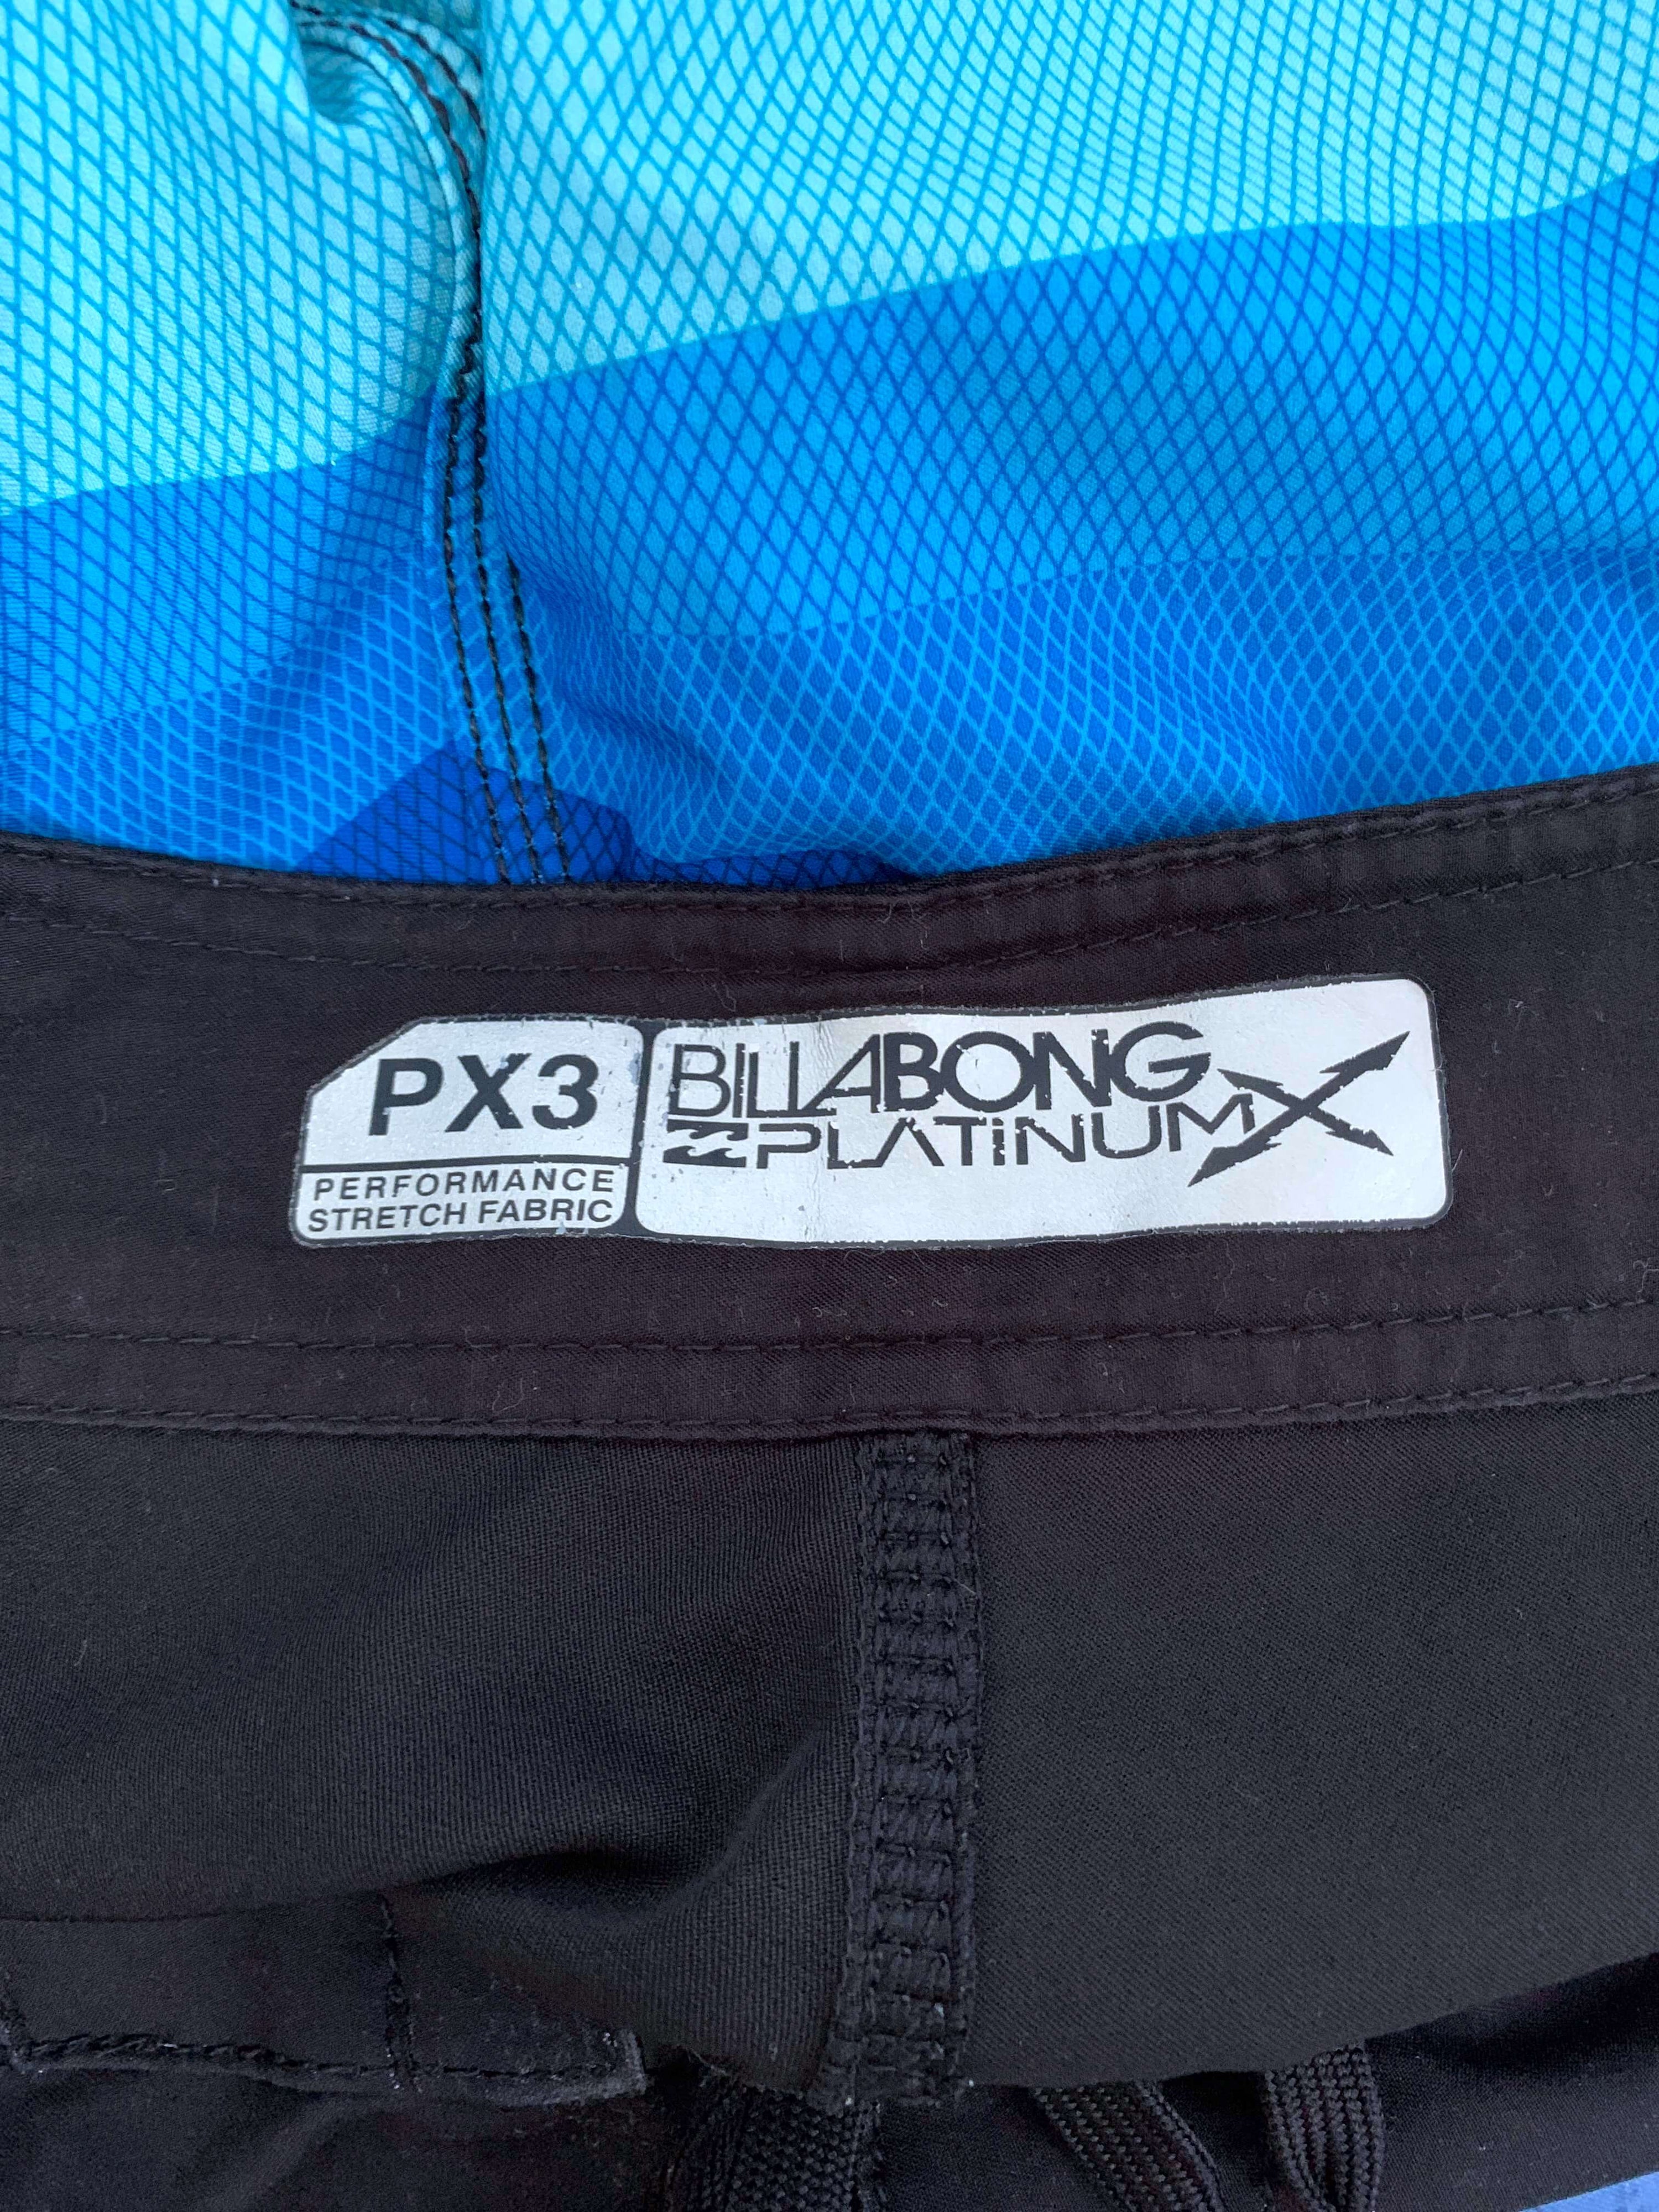 PX3
PERFORMANCE
STRETCH FABRIC
BILLABONG
PLATiNUM X